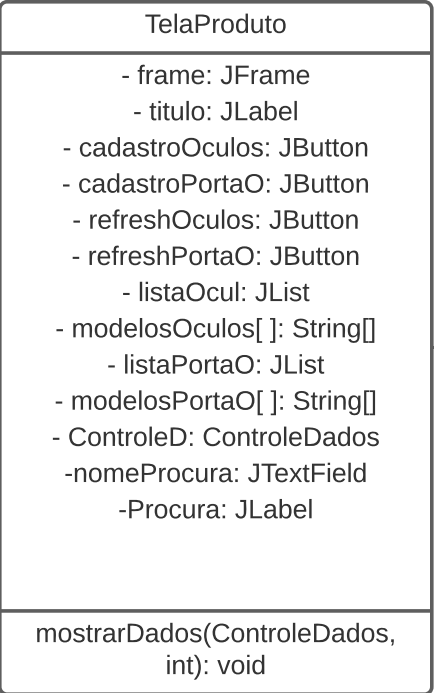 TelaProduto
- frame: JFrame
- titulo: JLabel
- cadastroOculos: JButton
- cadastroPortaO: JButton
- refreshOculos: JButton
- refreshPortaO: JButton
- listaOcul: JList
- modelosOculos[ ]: String[]
- listaPortaO: JList
- modelosPortaO[ ]: String[]
- ControleD: ControleDados
-nomeProcura: JTextField
-Procura: JLabel
mostrarDados(ControleDados,
int): void